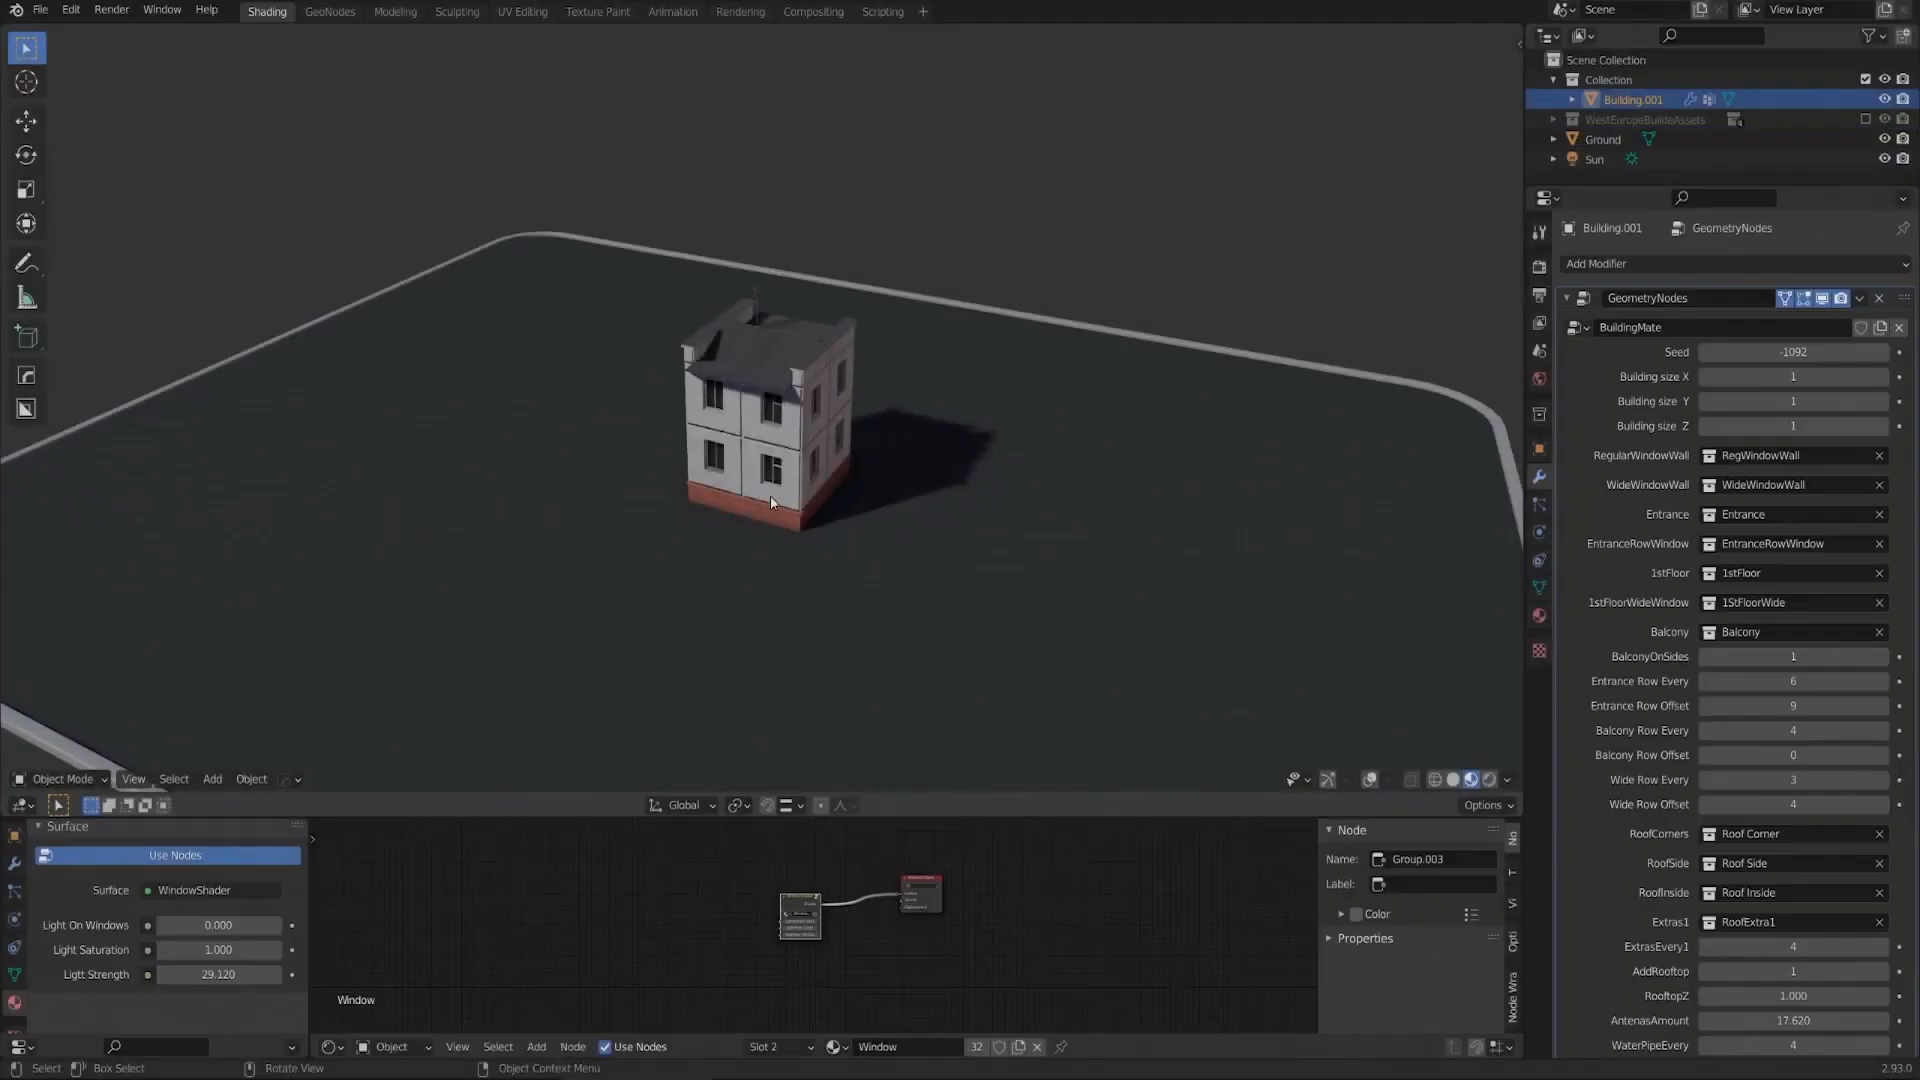 File Edit Render Window Help Shading GeoNodes Modeling Sculpting UV Editing Texture Paint Animation Rendering Compositing Scripting + Scene View Layer
Scene Collection
Collection
Building.001
WestEuropeBuildeAssets
Ground
Sun
Building.001 GeometryNodes
Add Modifier
GeometryNodes
BuildingMate
Seed -1092
Building size X 1
Building size Y 1
Building size Z 1
RegularWindowWall RegWindowWall
WideWindowWall WideWindowWall
Entrance Entrance
EntranceRowWindow EntranceRowWindow
1stFloor 1stFloor
1stFloorWideWindow 1StFloorWide
Balcony Balcony
BalconyOnSides 1
Entrance Row Every 6
Entrance Row Offset 9
Balcony Row Every 4
Balcony Row Offset 0
Wide Row Every 3
Wide Row Offset 4
RoofCorners Roof Corner
RoofSide Roof Side
RoofInside Roof Inside
Extras1 RoofExtra1
ExtrasEvery1 4
AddRooftop 1
RooftopZ 1.000
AntenasAmount 17.620
WaterPipeEvery 4
Object Mode View Select Add Object
Global Options
Surface
Use Nodes
Surface WindowShader
Light On Windows 0.000
Light Saturation 1.000
Ligtt Strength 29.120
Window
Node
Name: Group.003
Label:
Color
Properties
No
T
Vi
Opti
Node Wra
Object View Select Add Node Use Nodes Slot 2 Window 32
Select Box Select Rotate View Object Context Menu 2.93.0